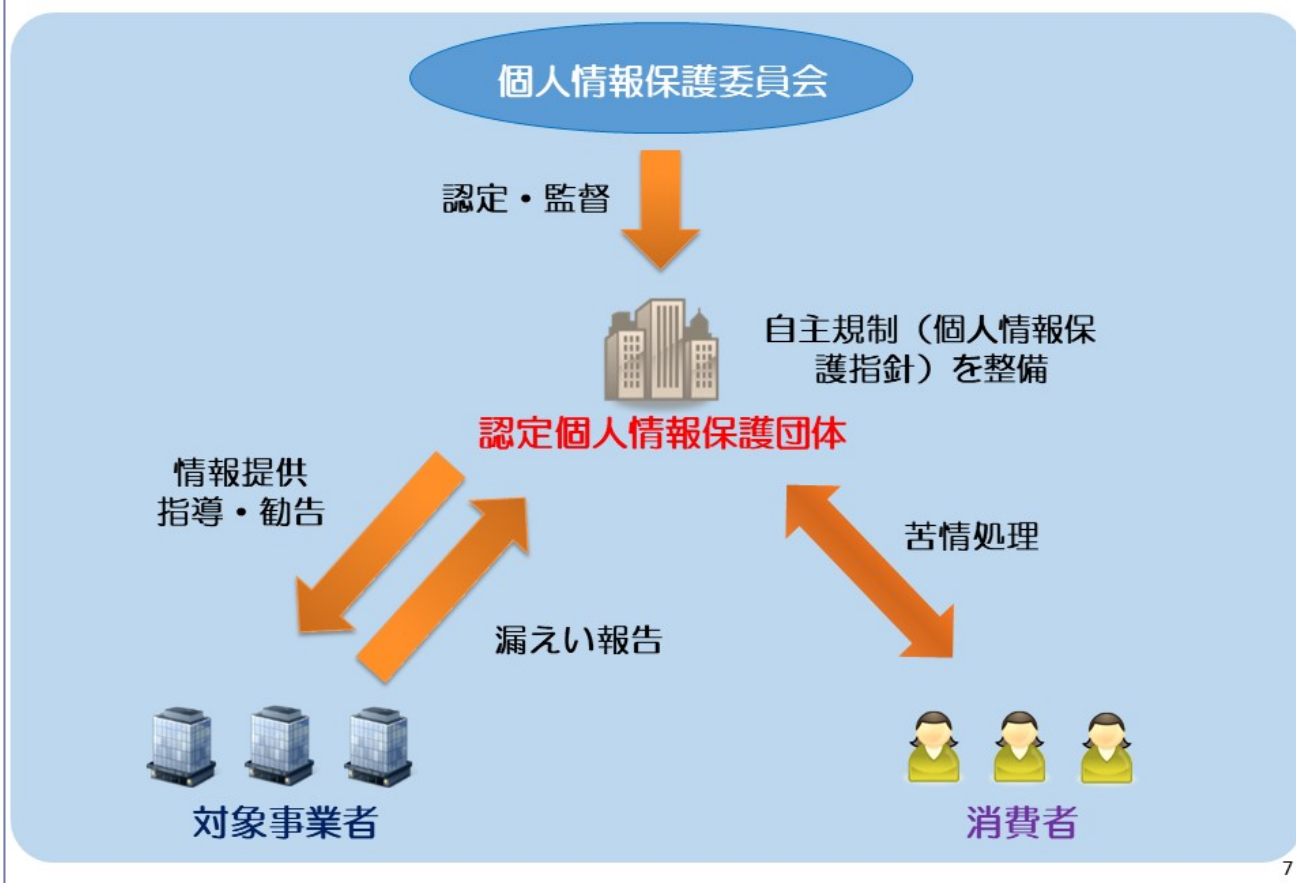 個人情報保護委員会
認定・監督
自主規制（個人情報保
護指針）を整備
認定個人情報保護団体
情報提供
指導・勧告
苦情処理
漏えい報告
対象事業者
消費者
7